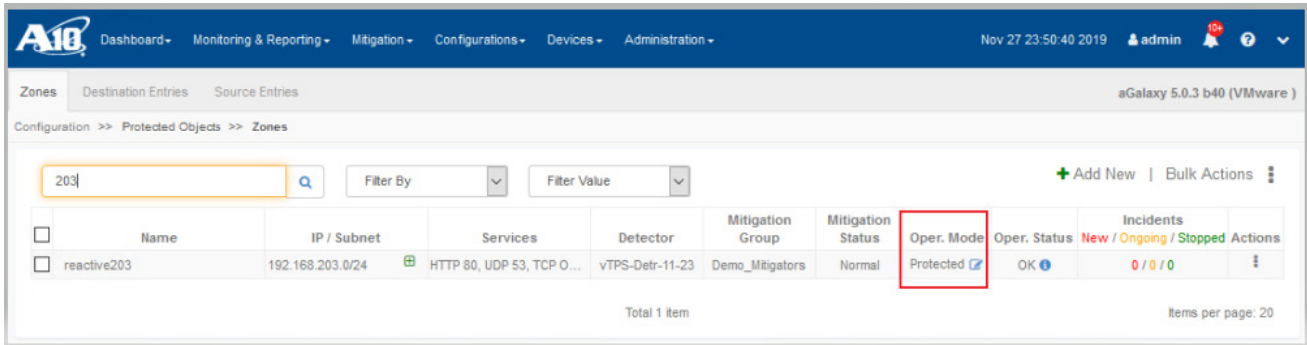 A10 Dashboard Monitoring & Reporting Mitigation Configurations Devices Administration Nov 27 23:50:40 2019 admin 10+
Zones Destination Entries Source Entries aGalaxy 5.0.3 b40 (VMware )
Configuration >> Protected Objects >> Zones
203 Filter By Filter Value Add New | Bulk Actions
Name IP / Subnet Services Detector Mitigation Group Mitigation Status Oper. Mode Oper. Status Incidents New / Ongoing / Stopped Actions
reactive203 192.168.203.0/24 HTTP 80, UDP 53, TCP O... vTPS-Detr-11-23 Demo_Mitigators Normal Protected OK 0 / 0 / 0
Total 1 item Items per page: 20